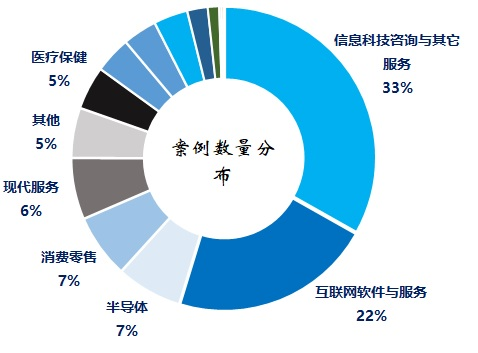 信息科技咨询与其它
服务
33%
医疗保健
5%
其他
5%
案例数量分
布
现代服务
6%
消费零售
7%
半导体
7%
互联网软件与服务
22%